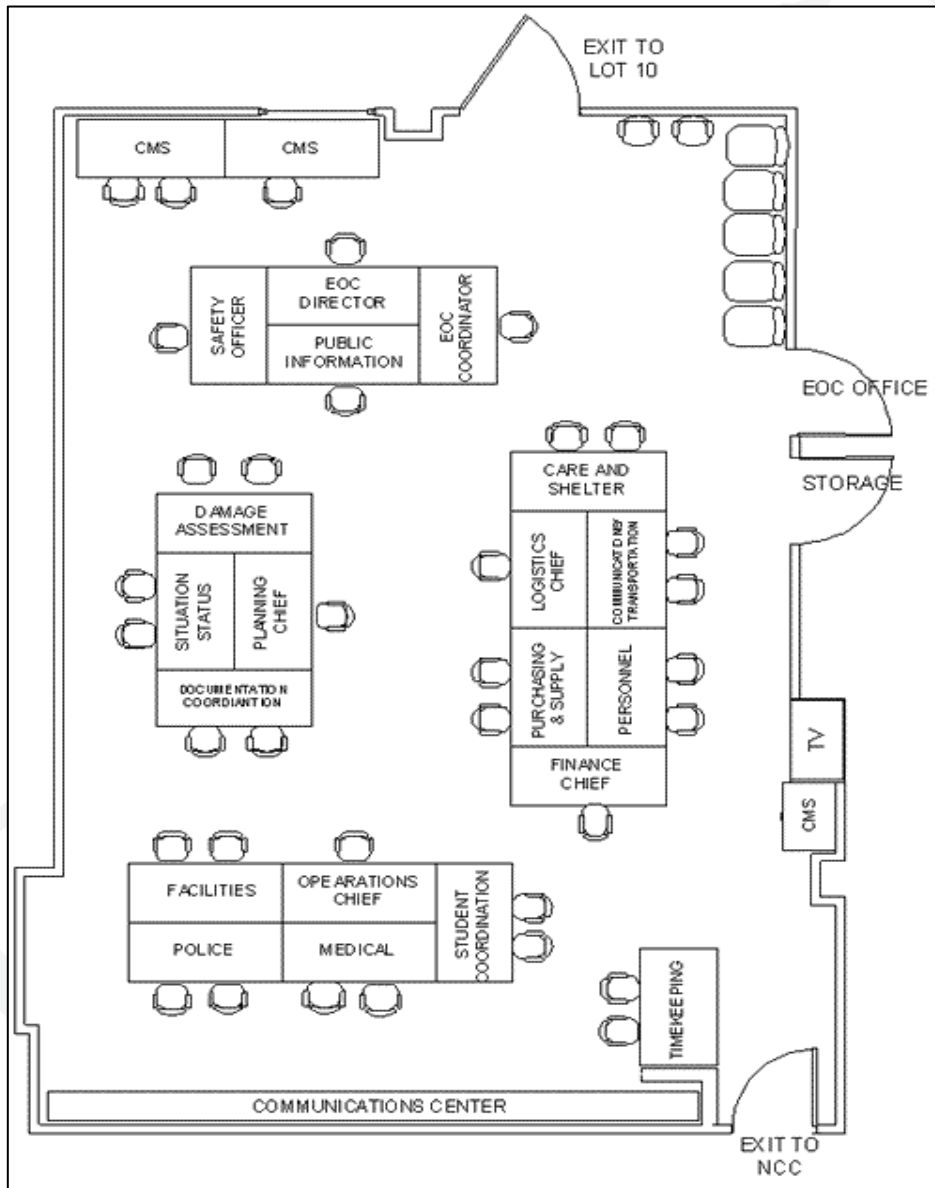 EXIT TO
LOT 10
CMS
CMS
EOC
DIRECTOR
SAFETY
OFFICER
PUBLIC
INFORMATION
EOC
COORDINATOR
EOC OFFICE
STORAGE
CARE AND
SHELTER
DAMAGE
ASSESSMENT
LOGISTICS
CHIEF
TRANSPORTATION
SITUATION
STATUS
PLANNING
CHIEF
PURCHASING
& SUPPLY
PERSONNEL
DOCUMENTATION
COORDIANTION
TV
FINANCE
CHIEF
CMS
FACILITIES
OPEARATIONS
CHIEF
STUDENT
COORDINATION
POLICE
MEDICAL
TIMEKEEPING
COMMUNICATIONS CENTER
EXIT TO
NCC